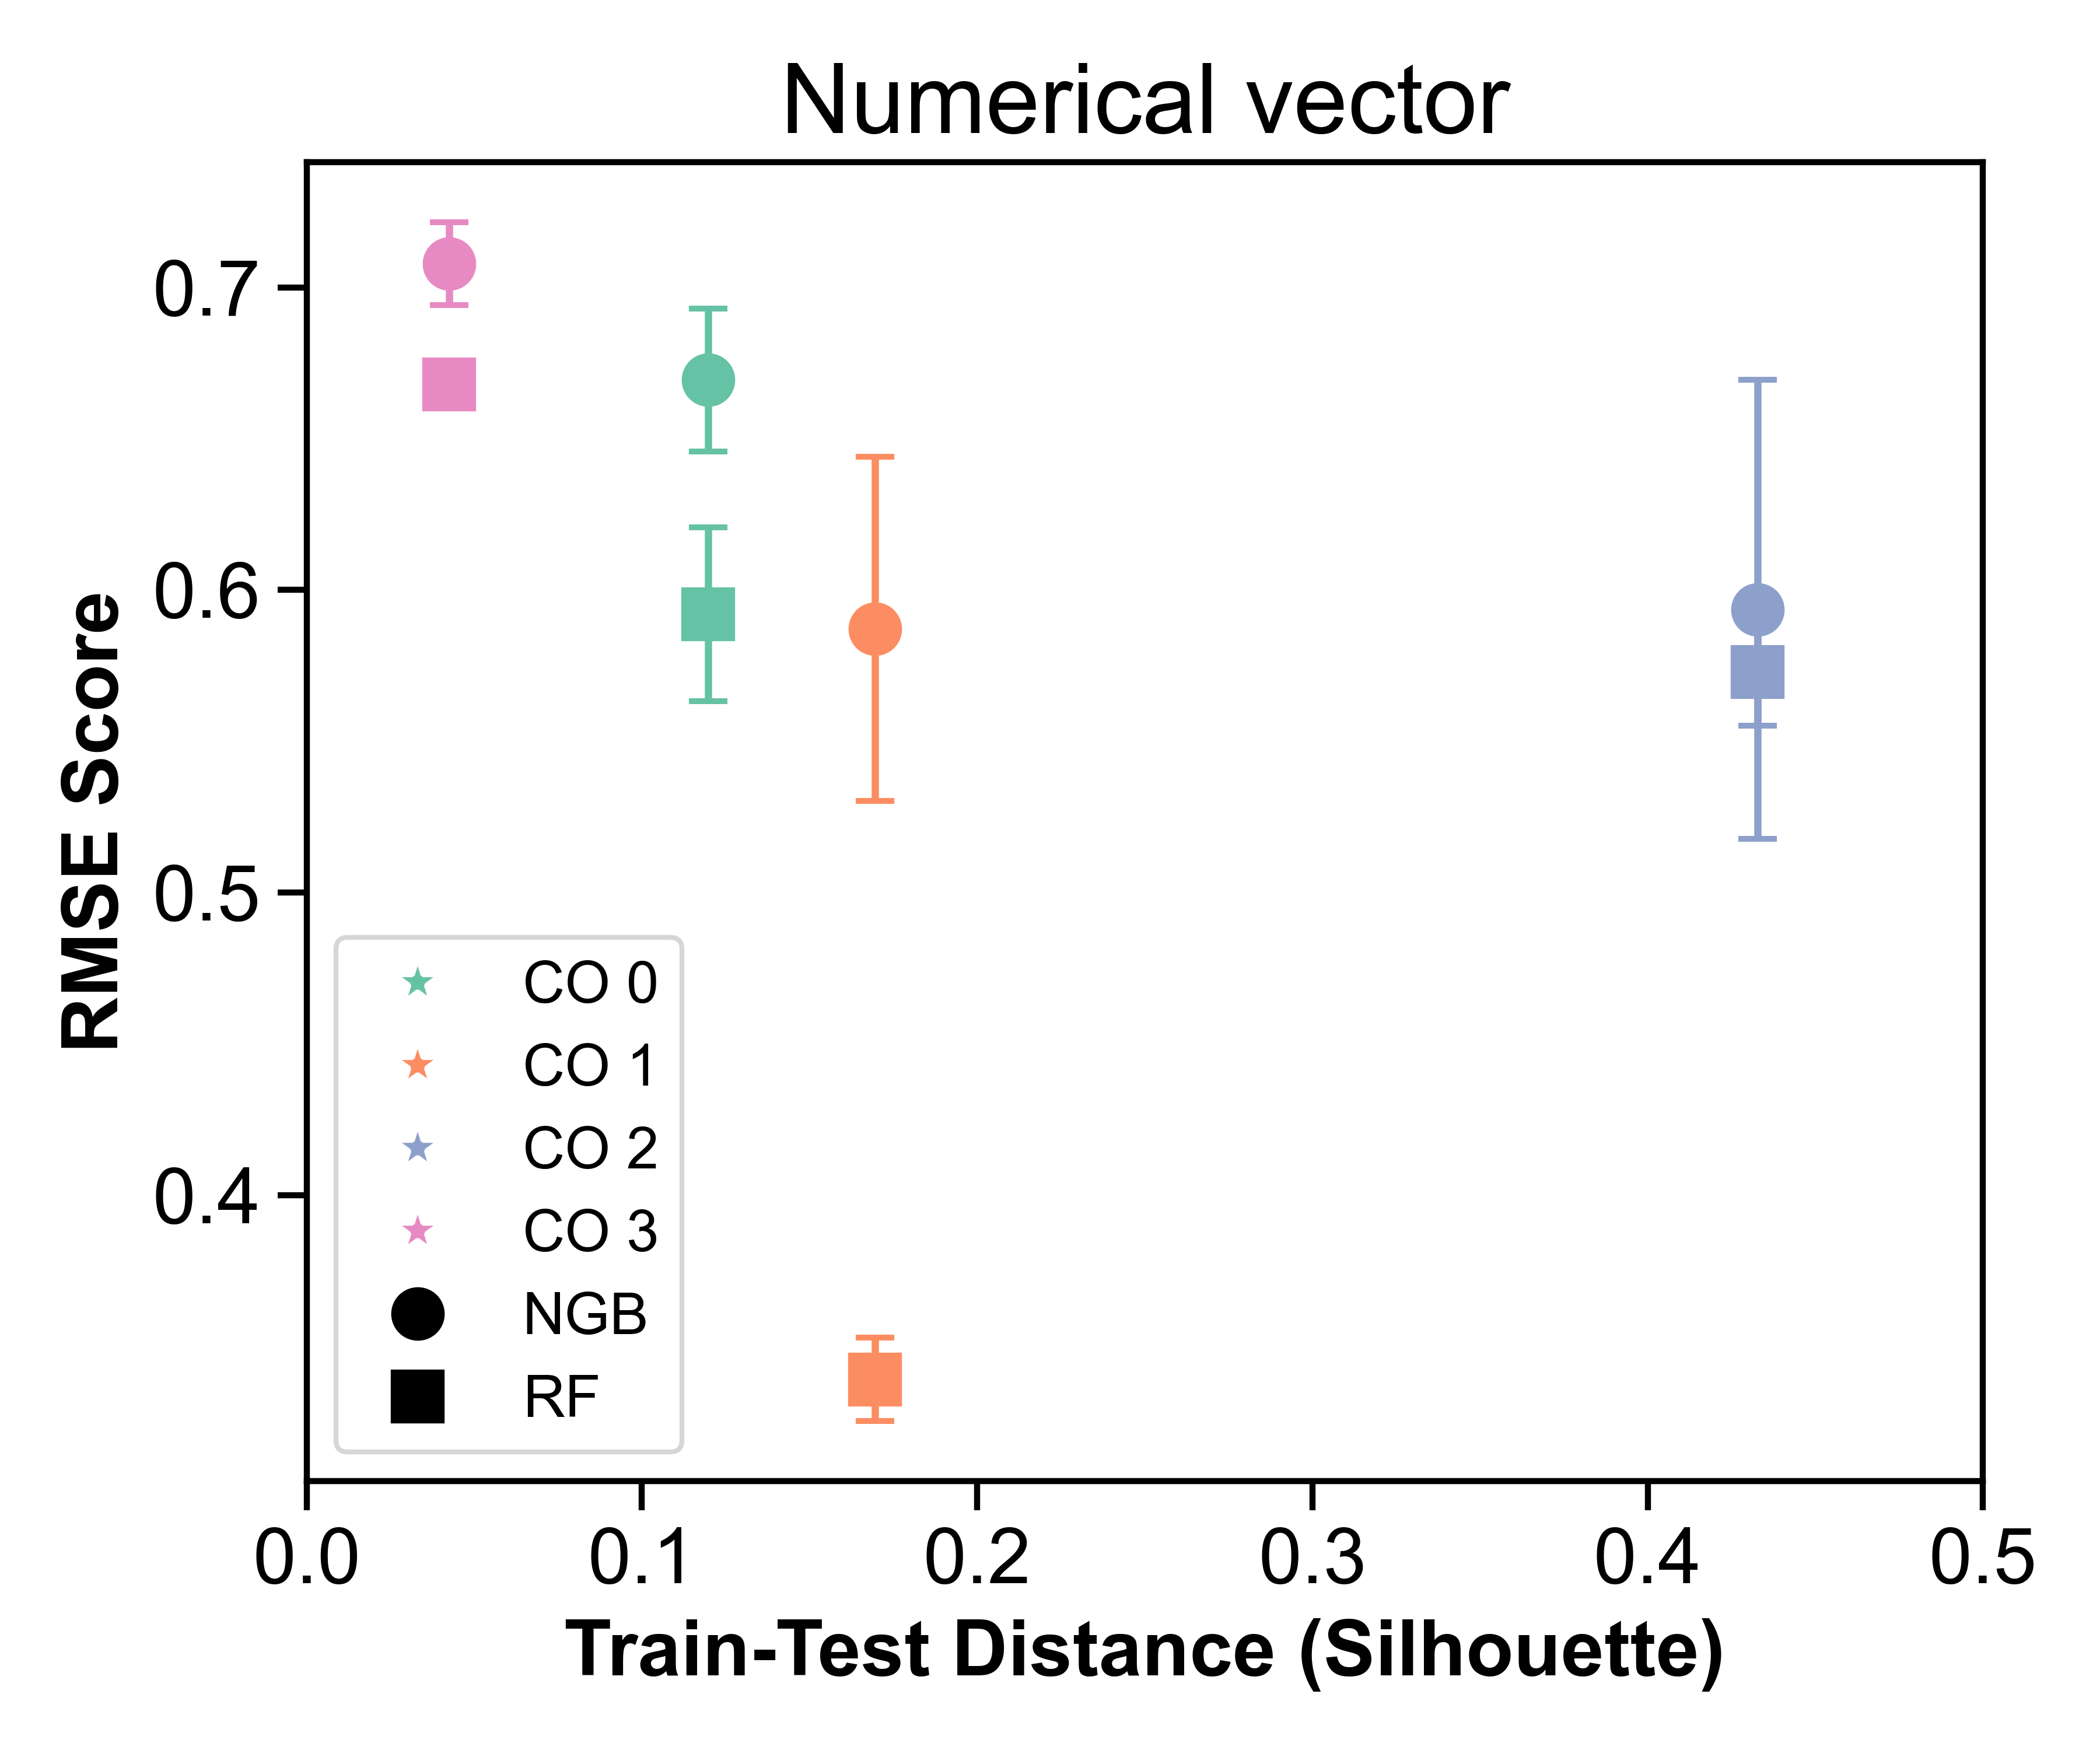 Numerical vector
RMSE Score
0.7
0.6
0.5
0.4
CO 0
CO 1
CO 2
CO 3
NGB
RF
0.0 0.1 0.2 0.3 0.4 0.5
Train-Test Distance (Silhouette)